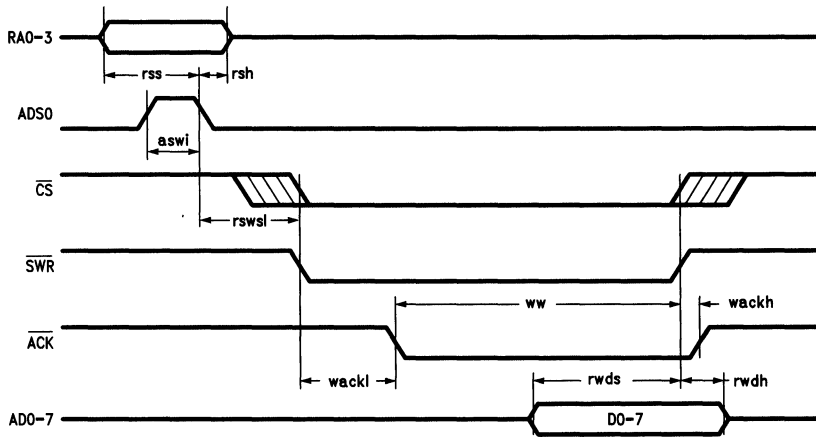 RA0-3
rss
rsh
ADS0
aswi
CS
rswsl
SWR
ww
wackh
ACK
wackl
rwds
rwdh
AD0-7
D0-7